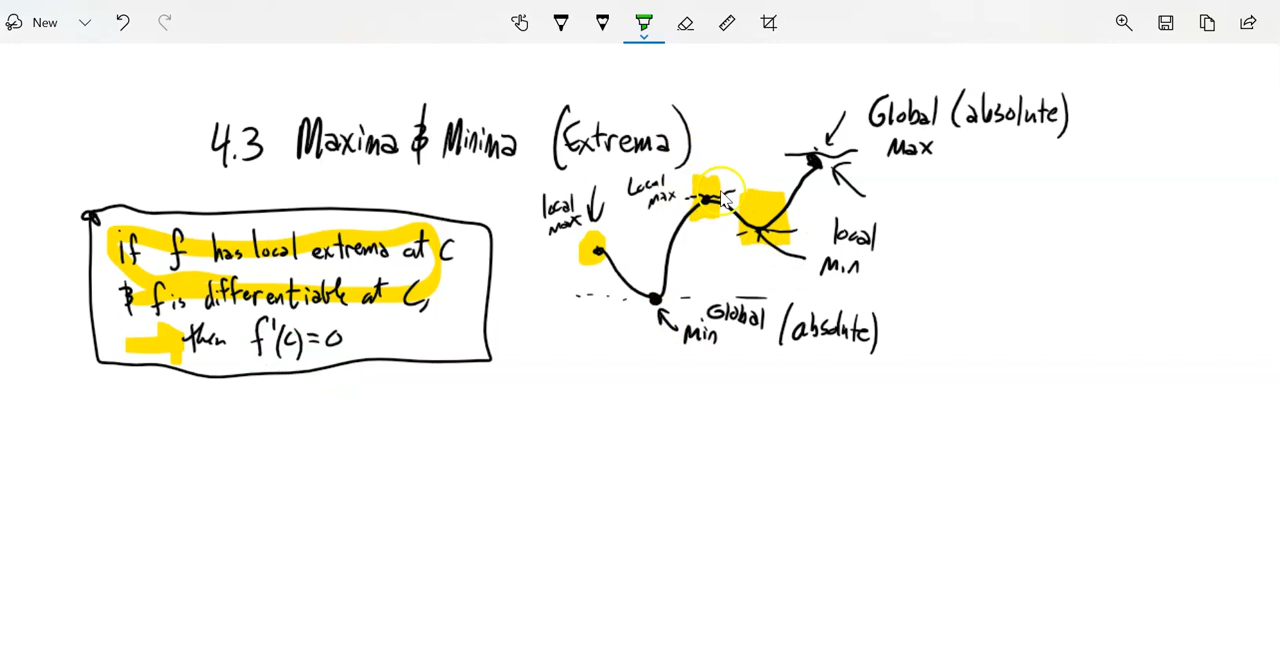 New
4.3 Maxima & Minima (Extrema)
Global (absolute)
Max
local
max
Local
max
if f has local extrema at C
& f is differentiable at C,
then f'(c)=0
local
Min
Global (absolute)
Min